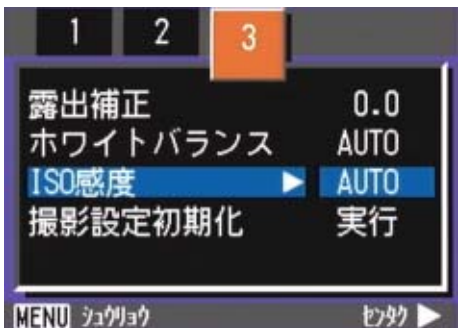 1 2 3
露出補正 0.0
ホワイトバランス AUTO
ISO感度 ▶ AUTO
撮影設定初期化 実行
MENU ｼｭｳﾘｮｳ ｾﾝﾀｸ ▶